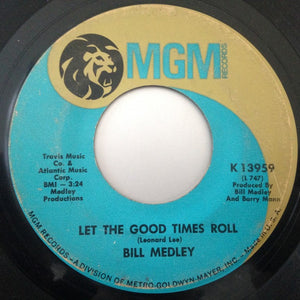 MGM
RECORDS
Travis Music
Co. &
Atlantic Music
Corp.
BMI - 3:24
Medley
Productions
K 13959
(L 747)
Produced By
Bill Medley
And Barry Mann
LET THE GOOD TIMES ROLL
(Leonard Lee)
BILL MEDLEY
MGM RECORDS - A DIVISION OF METRO-GOLDWYN-MAYER, INC. - Made in U.S.A.